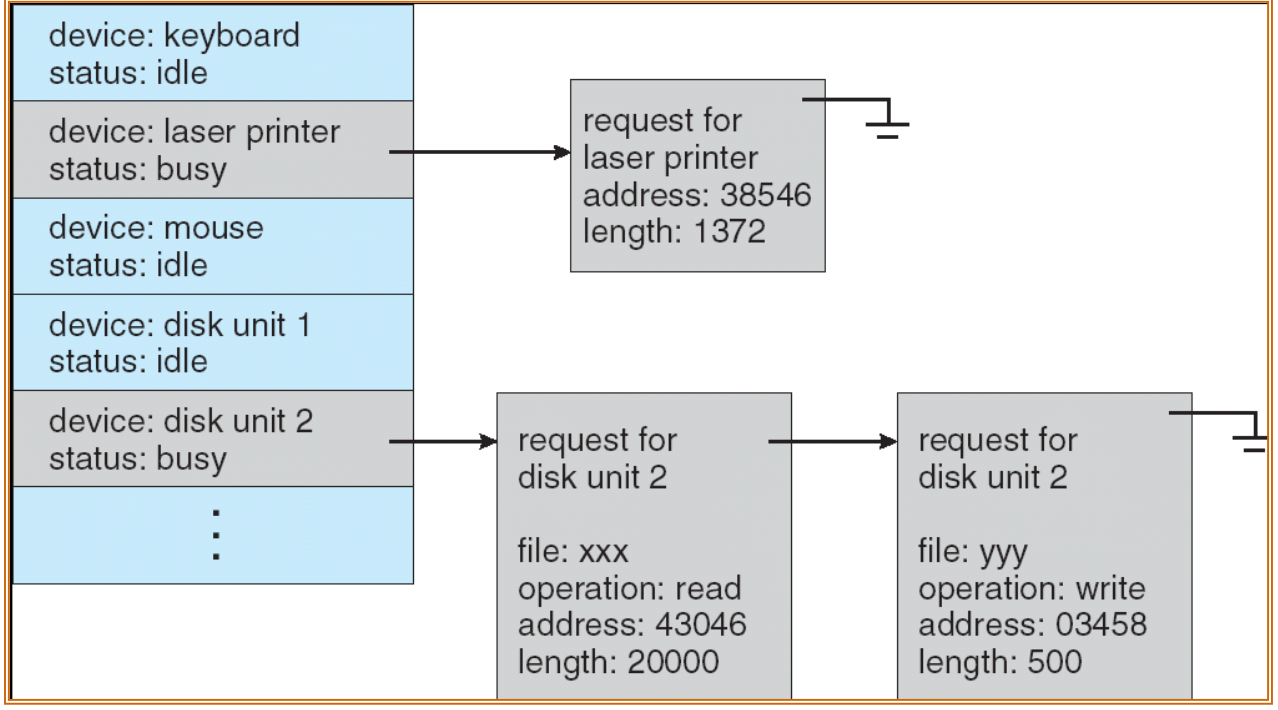 device: keyboard
status: idle
device: laser printer
status: busy
device: mouse
status: idle
device: disk unit 1
status: idle
device: disk unit 2
status: busy
request for
laser printer
address: 38546
length: 1372
request for
disk unit 2
file: xxx
operation: read
address: 43046
length: 20000
request for
disk unit 2
file: yyy
operation: write
address: 03458
length: 500